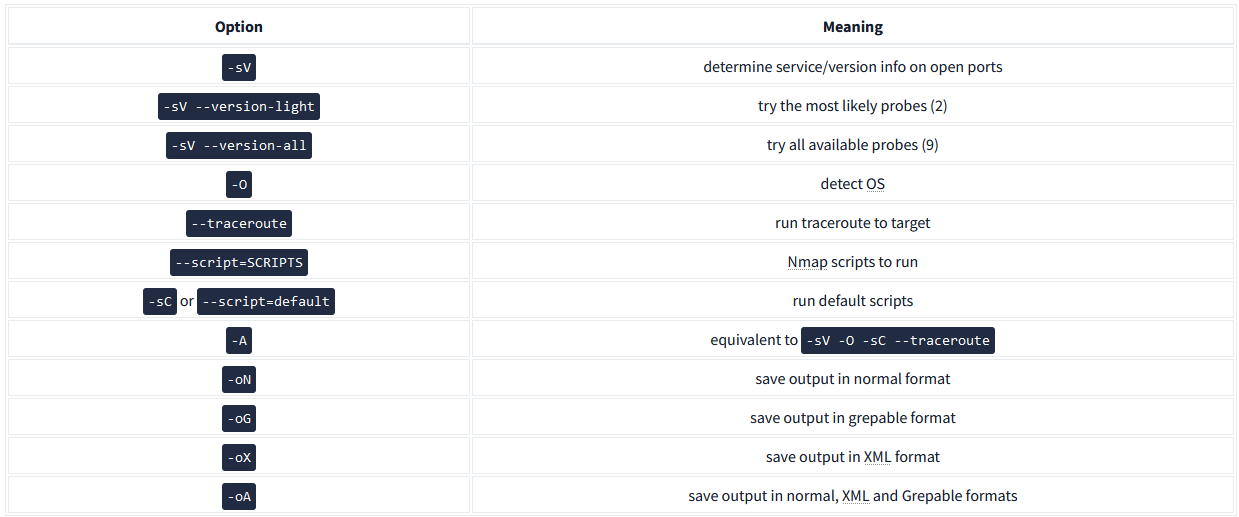 Option Meaning
-sV determine service/version info on open ports
-sV --version-light try the most likely probes (2)
-sV --version-all try all available probes (9)
-O detect OS
--traceroute run traceroute to target
--script=SCRIPTS Nmap scripts to run
-sC or --script=default run default scripts
-A equivalent to -sV -O -sC --traceroute
-oN save output in normal format
-oG save output in grepable format
-oX save output in XML format
-oA save output in normal, XML and Grepable formats